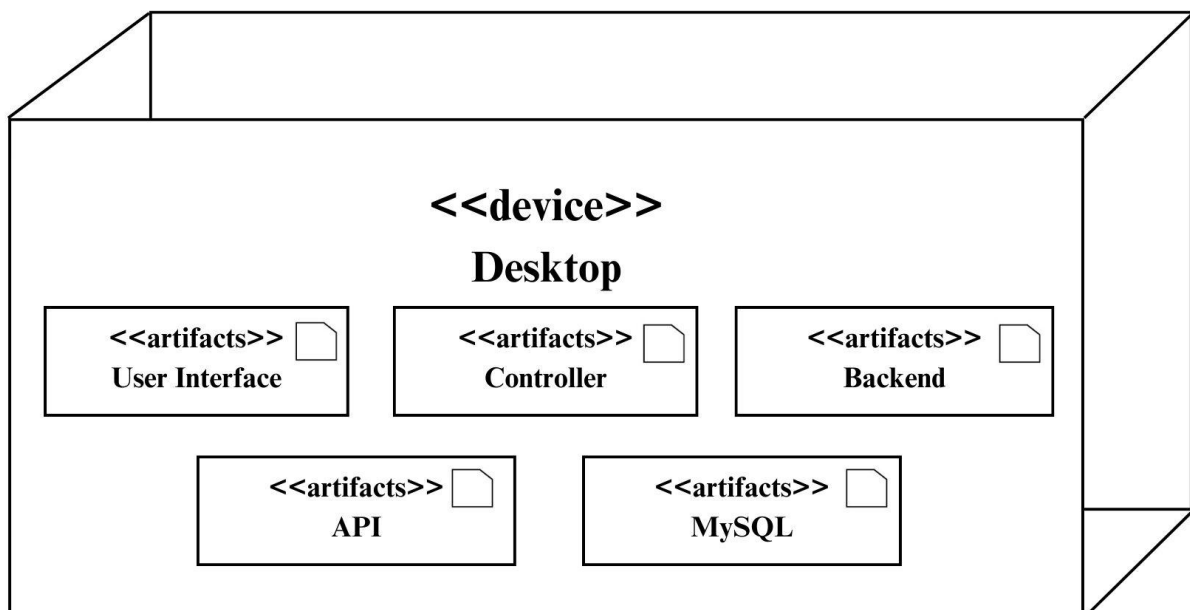 <<device>>
Desktop
<<artifacts>>
User Interface
<<artifacts>>
Controller
<<artifacts>>
Backend
<<artifacts>>
API
<<artifacts>>
MySQL